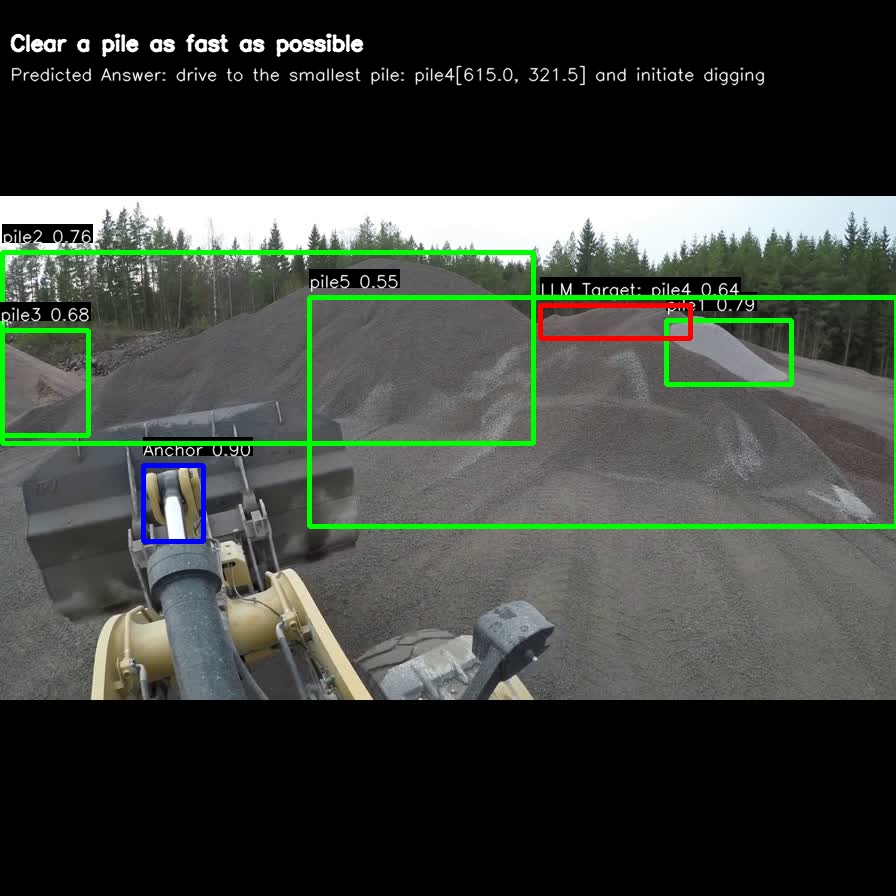 Clear a pile as fast as possible
Predicted Answer: drive to the smallest pile: pile4[615.0, 321.5] and initiate digging
pile2 0.76
pile5 0.55
LLM Target: pile4 0.64
pile1 0.79
pile3 0.68
Anchor 0.90